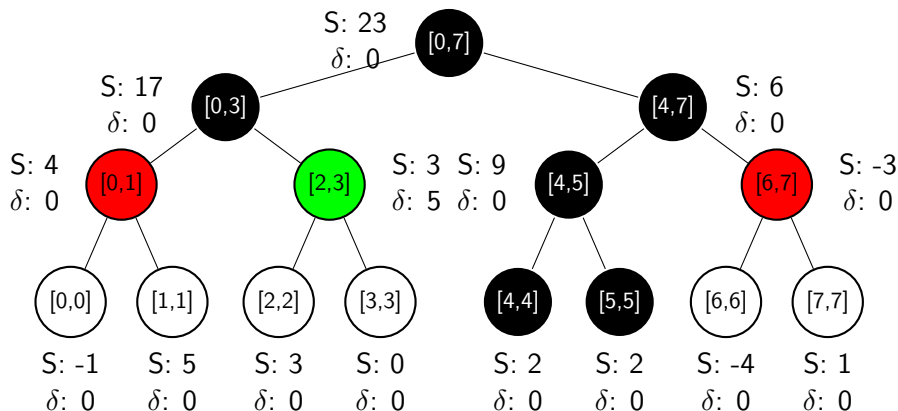 S: 23
δ: 0
[0,7]
S: 17
δ: 0
[0,3]
[4,7]
S: 6
δ: 0
S: 4
δ: 0
[0,1]
[2,3]
S: 3
δ: 5
S: 9
δ: 0
[4,5]
[6,7]
S: -3
δ: 0
[0,0]
[1,1]
[2,2]
[3,3]
[4,4]
[5,5]
[6,6]
[7,7]
S: -1
δ: 0
S: 5
δ: 0
S: 3
δ: 0
S: 0
δ: 0
S: 2
δ: 0
S: 2
δ: 0
S: -4
δ: 0
S: 1
δ: 0